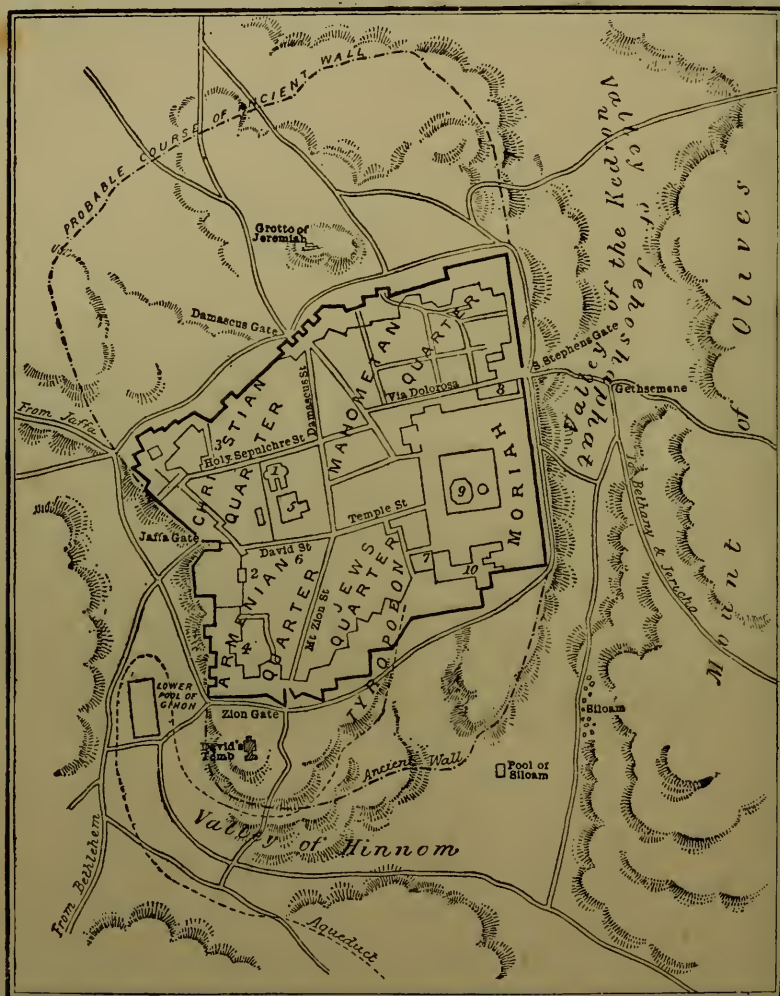 PROBABLE COURSE OF ANCIENT WALL
Valley of Jehoshaphat
or Valley of the Kedron
Mount of Olives
Grotto of
Jeremiah
Damascus Gate
S. Stephens Gate
Gethsemene
From Jaffa
CHRISTIAN
QUARTER
Damascus St
MAHOMETAN
QUARTER
Via Dolorosa
8
3
Holy Sepulchre St
1
5
9
MORIAH
Temple St
Jaffa Gate
David St
6
2
7
10
ARMENIAN
QUARTER
4
Mt Zion St
JEWS
QUARTER
TYROPOEON
To Bethany & Jericho
LOWER
POOL OF
GIHON
Zion Gate
David's
Tomb
Ancient Wall
Siloam
Pool of
Siloam
Valley of Hinnom
From Bethlehem
Aqueduct